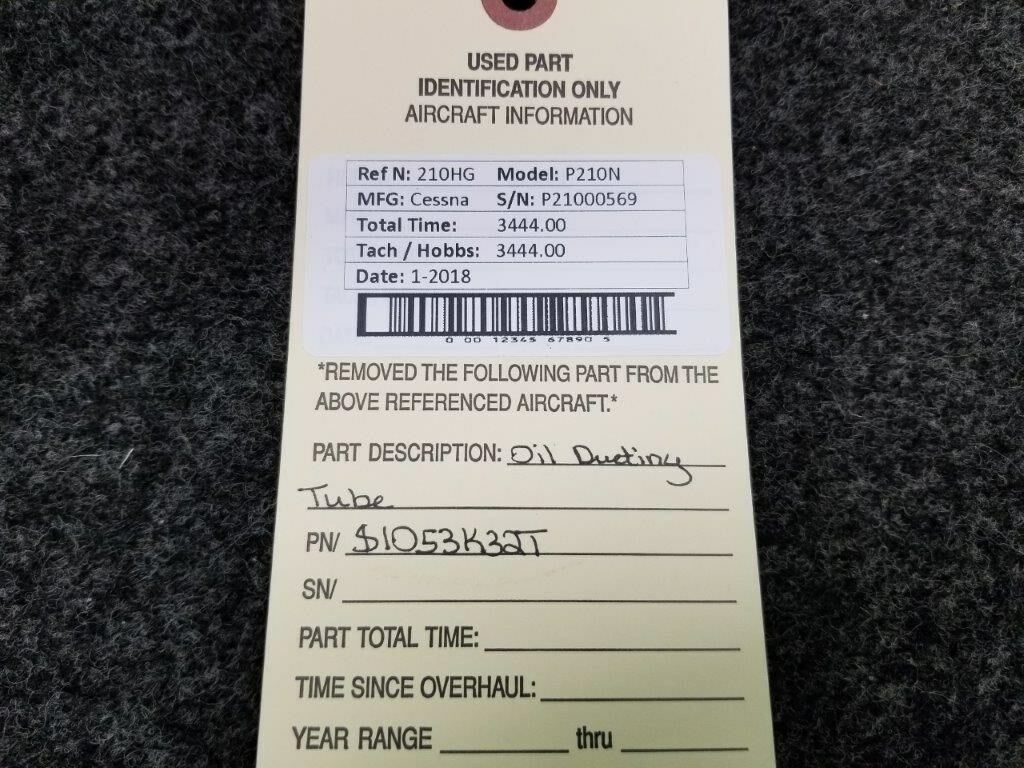 USED PART
IDENTIFICATION ONLY
AIRCRAFT INFORMATION
Ref N: 210HG Model: P210N
MFG: Cessna S/N: P21000569
Total Time: 3444.00
Tach / Hobbs: 3444.00
Date: 1-2018
0 00 12345 67890 5
*REMOVED THE FOLLOWING PART FROM THE
ABOVE REFERENCED AIRCRAFT.*
PART DESCRIPTION: Oil Ducting
Tube
PN/ S1053K32T
SN/
PART TOTAL TIME:
TIME SINCE OVERHAUL:
YEAR RANGE thru